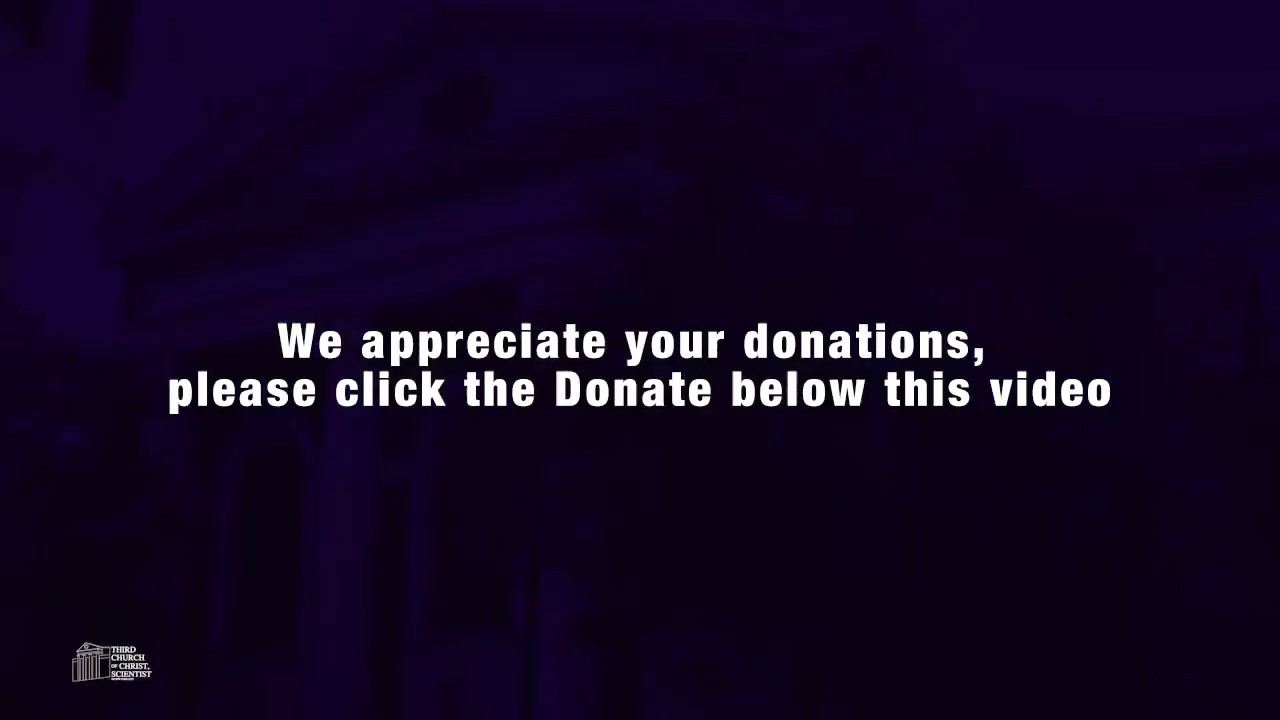 We appreciate your donations,
please click the Donate below this video
THIRD
CHURCH
OF CHRIST,
SCIENTIST